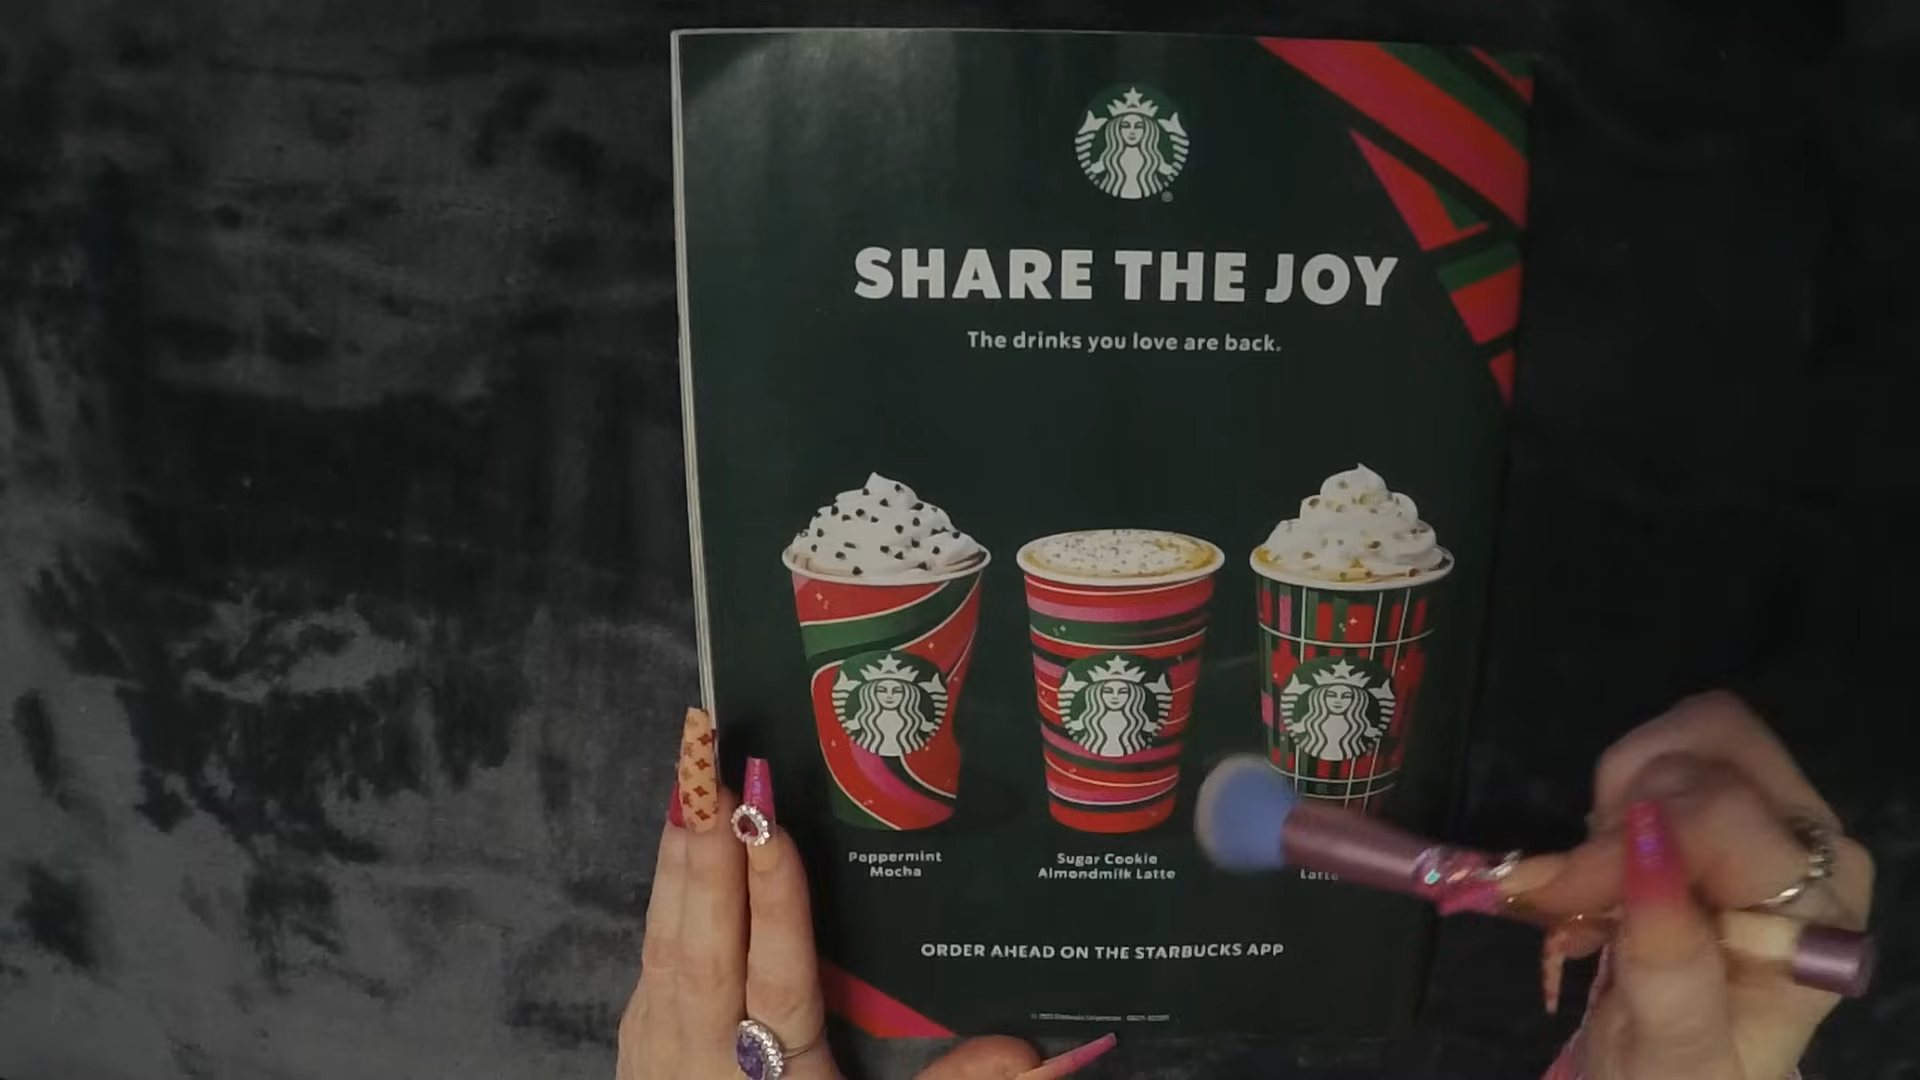 SHARE THE JOY
The drinks you love are back.
Peppermint
Mocha
Sugar Cookie
Almondmilk Latte
Latte
ORDER AHEAD ON THE STARBUCKS APP